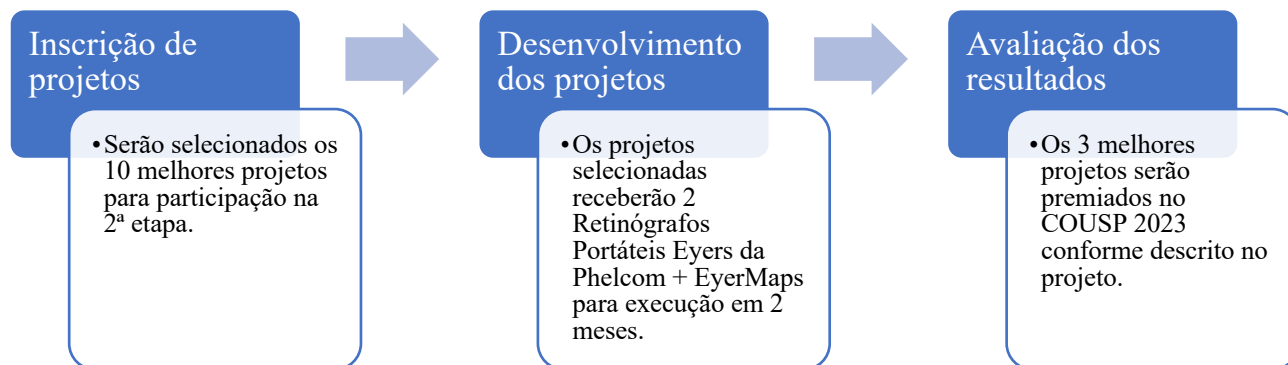 Inscrição de
projetos
•Serão selecionados os
10 melhores projetos
para participação na
2ª etapa.
Desenvolvimento
dos projetos
•Os projetos
selecionadas
receberão 2
Retinógrafos
Portáteis Eyers da
Phelcom + EyerMaps
para execução em 2
meses.
Avaliação dos
resultados
•Os 3 melhores
projetos serão
premiados no
COUSP 2023
conforme descrito no
projeto.